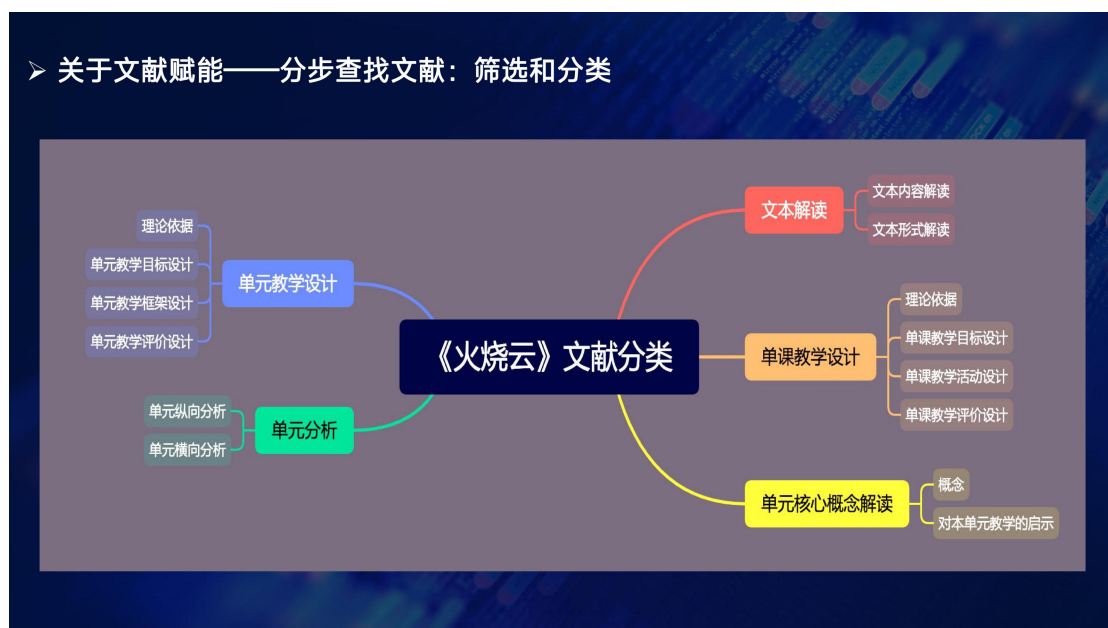 ➢ 关于文献赋能——分步查找文献：筛选和分类
《火烧云》文献分类
文本解读
文本内容解读
文本形式解读
单课教学设计
理论依据
单课教学目标设计
单课教学活动设计
单课教学评价设计
单元核心概念解读
概念
对本单元教学的启示
单元教学设计
理论依据
单元教学目标设计
单元教学框架设计
单元教学评价设计
单元分析
单元纵向分析
单元横向分析